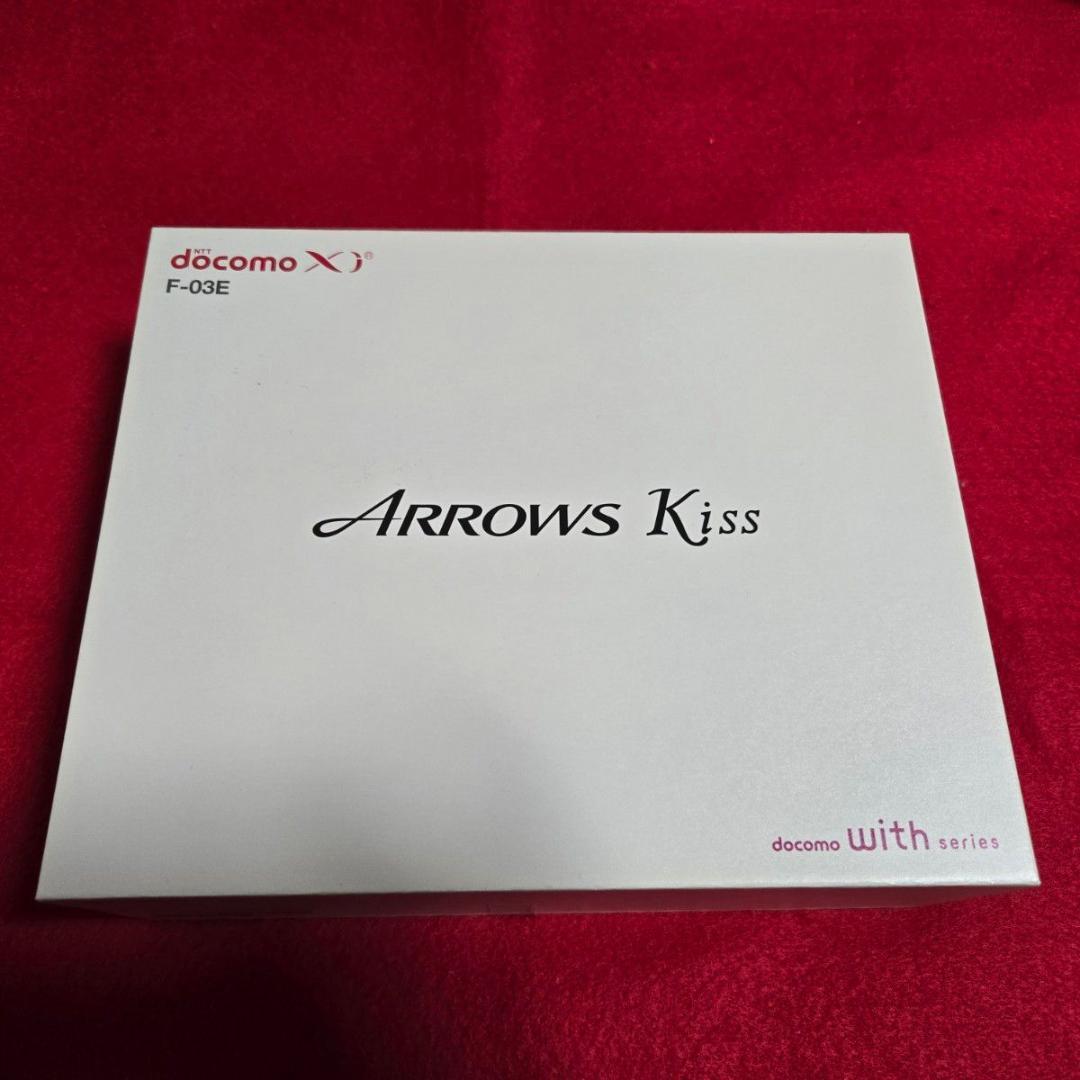 NTT
docomo Xi®
F-03E
ARROWS Kiss
docomo with series